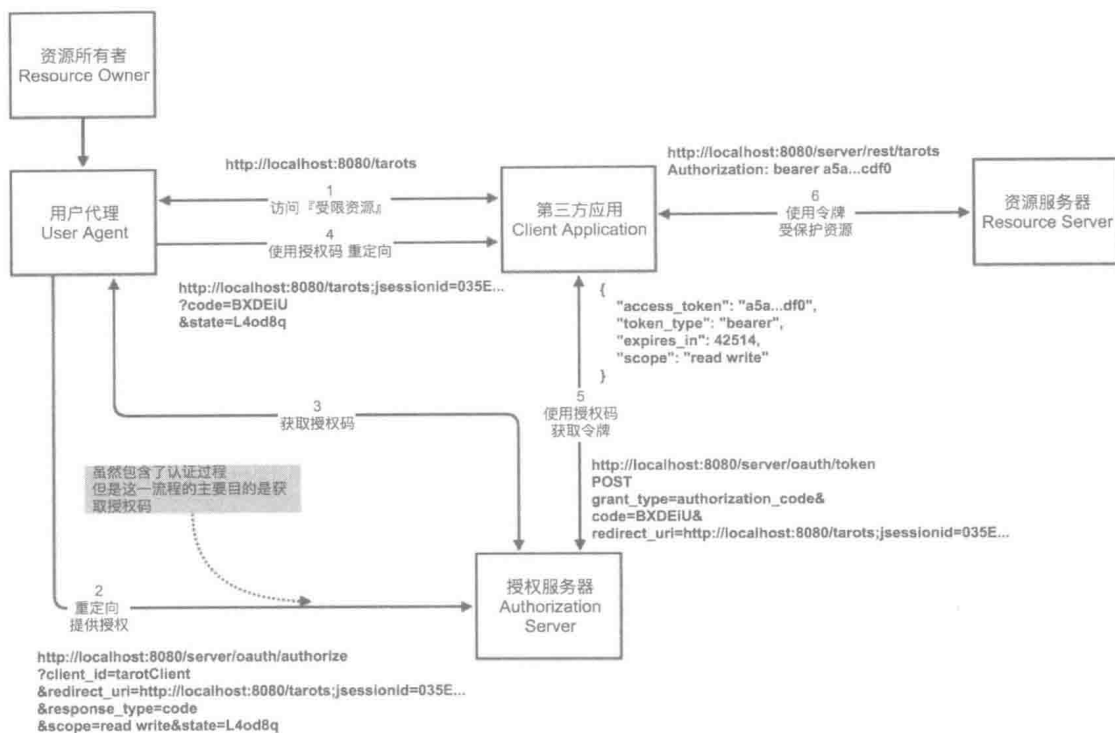 资源所有者
Resource Owner
http://localhost:8080/tarots
1
访问『受限资源』
用户代理
User Agent
4
使用授权码 重定向
http://localhost:8080/tarots;jsessionid=035E...
?code=BXDEiU
&state=L4od8q
第三方应用
Client Application
http://localhost:8080/server/rest/tarots
Authorization: bearer a5a...cdf0
6
使用令牌
受保护资源
资源服务器
Resource Server
{
"access_token": "a5a...df0",
"token_type": "bearer",
"expires_in": 42514,
"scope": "read write"
}
5
使用授权码
获取令牌
3
获取授权码
虽然包含了认证过程
但是这一流程的主要目的是获
取授权码
http://localhost:8080/server/oauth/token
POST
grant_type=authorization_code&
code=BXDEiU&
redirect_uri=http://localhost:8080/tarots;jsessionid=035E...
授权服务器
Authorization
Server
2
重定向
提供授权
http://localhost:8080/server/oauth/authorize
?client_id=tarotClient
&redirect_uri=http://localhost:8080/tarots;jsessionid=035E...
&response_type=code
&scope=read write&state=L4od8q